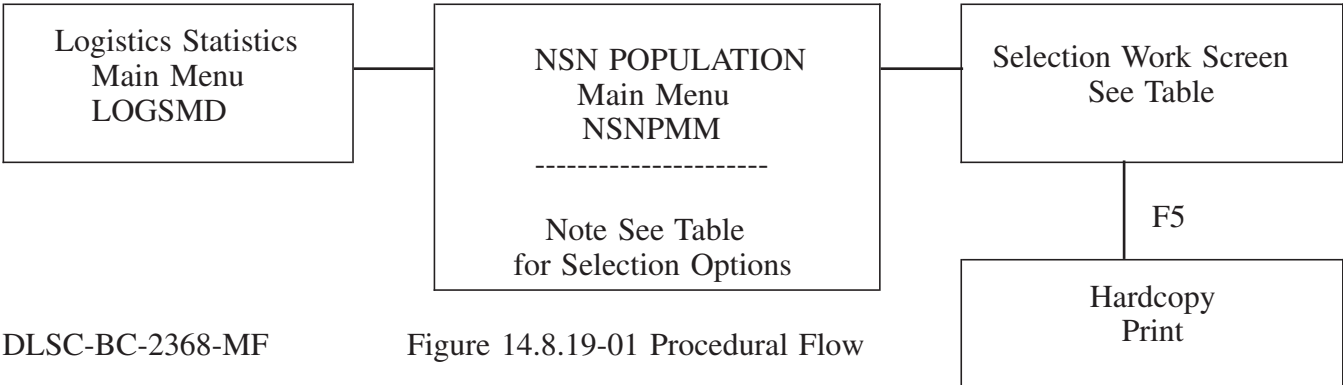 Logistics Statistics
Main Menu
LOGSMD
NSN POPULATION
Main Menu
NSNPMM
----------------------
Note See Table
for Selection Options
Selection Work Screen
See Table
F5
Hardcopy
Print
DLSC-BC-2368-MF
Figure 14.8.19-01 Procedural Flow